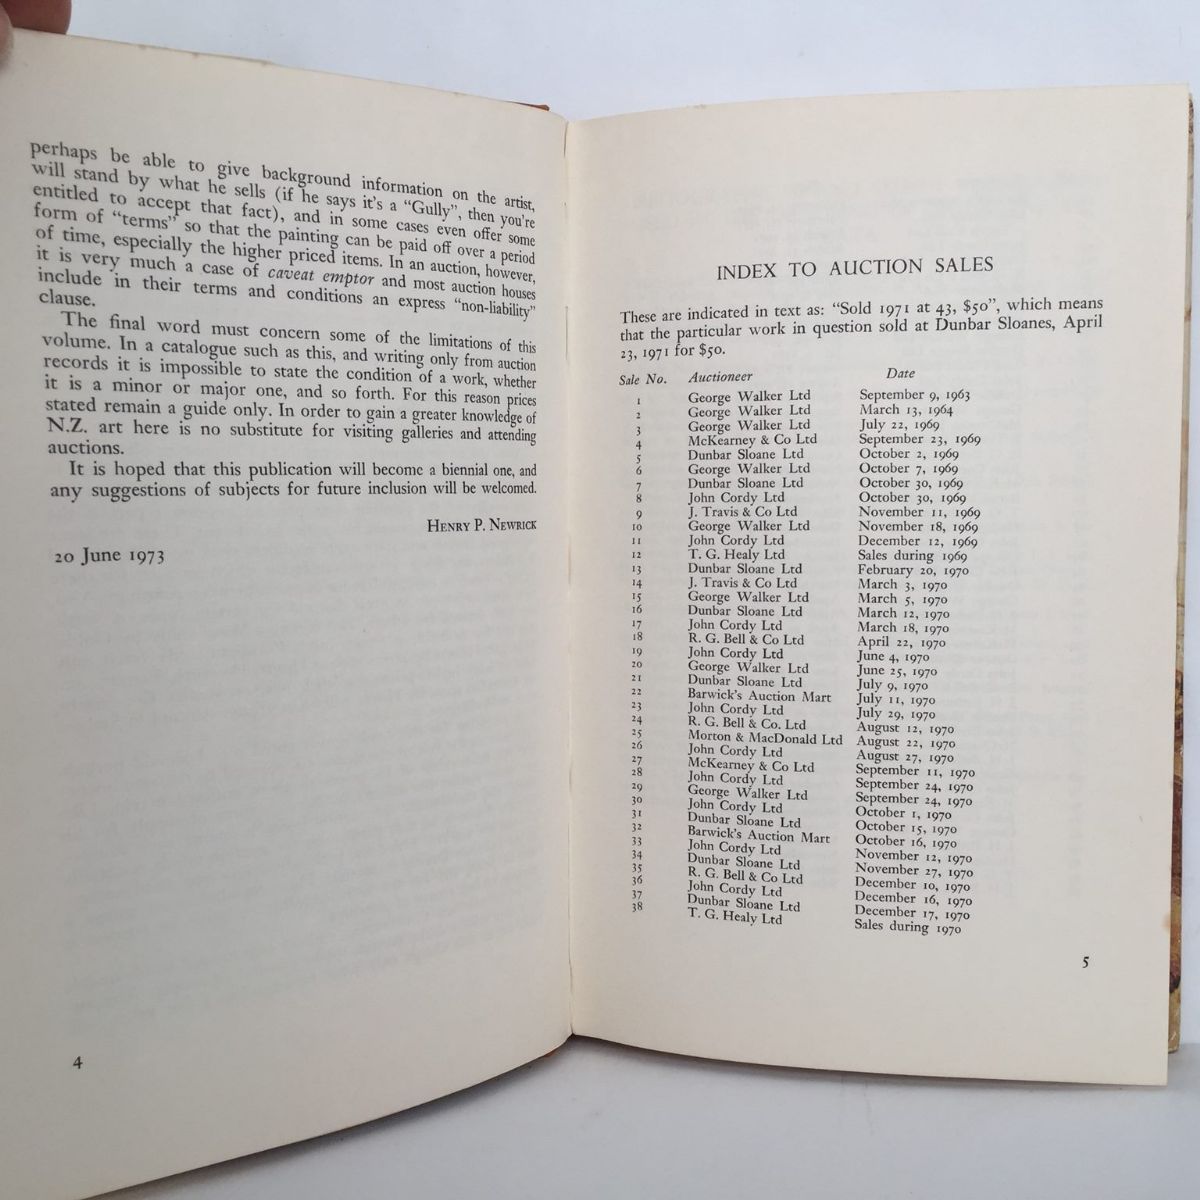 perhaps be able to give background information on the artist,
will stand by what he sells (if he says it's a "Gully", then you're
entitled to accept that fact), and in some cases even offer some
form of "terms" so that the painting can be paid off over a period
of time, especially the higher priced items. In an auction, however,
it is very much a case of caveat emptor and most auction houses
include in their terms and conditions an express "non-liability"
clause.
The final word must concern some of the limitations of this
volume. In a catalogue such as this, and writing only from auction
records it is impossible to state the condition of a work, whether
it is a minor or major one, and so forth. For this reason prices
stated remain a guide only. In order to gain a greater knowledge of
N.Z. art here is no substitute for visiting galleries and attending
auctions.
It is hoped that this publication will become a biennial one, and
any suggestions of subjects for future inclusion will be welcomed.
Henry P. Newrick
20 June 1973
4
INDEX TO AUCTION SALES
These are indicated in text as: "Sold 1971 at 43, $50", which means
that the particular work in question sold at Dunbar Sloanes, April
23, 1971 for $50.
Sale No. Auctioneer Date
1 George Walker Ltd September 9, 1963
2 George Walker Ltd March 13, 1964
3 George Walker Ltd July 22, 1969
4 McKearney & Co Ltd September 23, 1969
5 Dunbar Sloane Ltd October 2, 1969
6 George Walker Ltd October 7, 1969
7 Dunbar Sloane Ltd October 30, 1969
8 John Cordy Ltd October 30, 1969
9 J. Travis & Co Ltd November 11, 1969
10 George Walker Ltd November 18, 1969
11 John Cordy Ltd December 12, 1969
12 T. G. Healy Ltd Sales during 1969
13 Dunbar Sloane Ltd February 20, 1970
14 J. Travis & Co Ltd March 3, 1970
15 George Walker Ltd March 5, 1970
16 Dunbar Sloane Ltd March 12, 1970
17 John Cordy Ltd March 18, 1970
18 R. G. Bell & Co Ltd April 22, 1970
19 John Cordy Ltd June 4, 1970
20 George Walker Ltd June 25, 1970
21 Dunbar Sloane Ltd July 9, 1970
22 Barwick's Auction Mart July 11, 1970
23 John Cordy Ltd July 29, 1970
24 R. G. Bell & Co. Ltd August 12, 1970
25 Morton & MacDonald Ltd August 22, 1970
26 John Cordy Ltd August 27, 1970
27 McKearney & Co Ltd September 11, 1970
28 John Cordy Ltd September 24, 1970
29 George Walker Ltd September 24, 1970
30 John Cordy Ltd October 1, 1970
31 Dunbar Sloane Ltd October 15, 1970
32 Barwick's Auction Mart October 16, 1970
33 John Cordy Ltd November 12, 1970
34 Dunbar Sloane Ltd November 27, 1970
35 R. G. Bell & Co Ltd December 10, 1970
36 John Cordy Ltd December 16, 1970
37 Dunbar Sloane Ltd December 17, 1970
38 T. G. Healy Ltd Sales during 1970
5